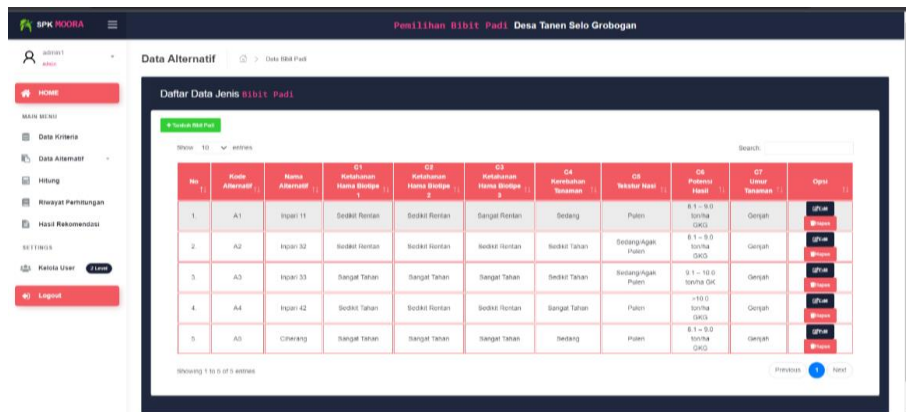 SPK MOORA
Pemilihan Bibit Padi Desa Tanen Selo Grobogan
admin1
admin
Data Alternatif > Data Bibit Padi
HOME
MAIN MENU
Data Kriteria
Data Alternatif
Hitung
Riwayat Perhitungan
Hasil Rekomendasi
SETTINGS
Kelola User 2 Level
Logout
Daftar Data Jenis Bibit Padi
+ Tambah Bibit Padi
Show 10 entries
Search:
No
Kode Alternatif
Nama Alternatif
C1 Ketahanan Hama Biotipe 1
C2 Ketahanan Hama Biotipe 2
C3 Ketahanan Hama Biotipe 3
C4 Kerebahan Tanaman
C5 Tekstur Nasi
C6 Potensi Hasil
C7 Umur Tanaman
Opsi
1. A1 Inpari 11 Sedikit Rentan Sedikit Rentan Sangat Rentan Sedang Pulen 8.1 – 9.0 ton/ha GKG Genjah Edit Hapus
2. A2 Inpari 32 Sedikit Rentan Sedikit Rentan Sedikit Rentan Sedikit Tahan Sedang/Agak Pulen 8.1 – 9.0 ton/ha GKG Genjah Edit Hapus
3. A3 Inpari 33 Sangat Tahan Sangat Tahan Sangat Tahan Sedikit Tahan Sedang/Agak Pulen 9.1 – 10.0 ton/ha GK Genjah Edit Hapus
4. A4 Inpari 42 Sedikit Tahan Sedikit Rentan Sedikit Rentan Sangat Tahan Pulen >10.0 ton/ha GKG Genjah Edit Hapus
5. A5 Ciherang Sangat Tahan Sangat Tahan Sangat Tahan Sedang Pulen 8.1 – 9.0 ton/ha GKG Genjah Edit Hapus
Showing 1 to 5 of 5 entries
Previous 1 Next